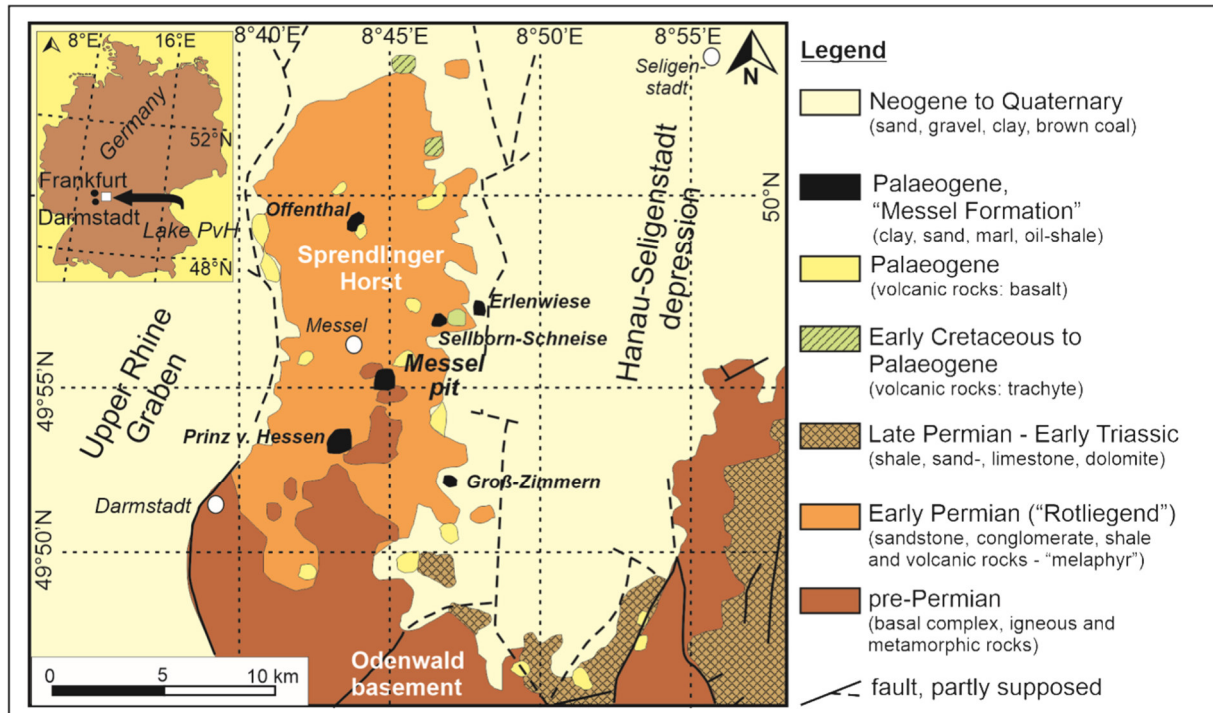 8°E
16°E
Germany
52°N
Frankfurt
Darmstadt
Lake PvH
48°N
8°40'E
8°45'E
8°50'E
8°55'E
Seligen-
stadt
N
50°N
Offenthal
Sprendlinger
Horst
Erlenwiese
Messel
Sellborn-Schneise
Messel
pit
Hanau-Seligenstadt
depression
Upper Rhine
Graben
49°55'N
Prinz v. Hessen
Groß-Zimmern
Darmstadt
49°50'N
Odenwald
basement
0
5
10 km
Legend
Neogene to Quaternary
(sand, gravel, clay, brown coal)
Palaeogene,
“Messel Formation”
(clay, sand, marl, oil-shale)
Palaeogene
(volcanic rocks: basalt)
Early Cretaceous to
Palaeogene
(volcanic rocks: trachyte)
Late Permian - Early Triassic
(shale, sand-, limestone, dolomite)
Early Permian (“Rotliegend”)
(sandstone, conglomerate, shale
and volcanic rocks - “melaphyr”)
pre-Permian
(basal complex, igneous and
metamorphic rocks)
fault, partly supposed